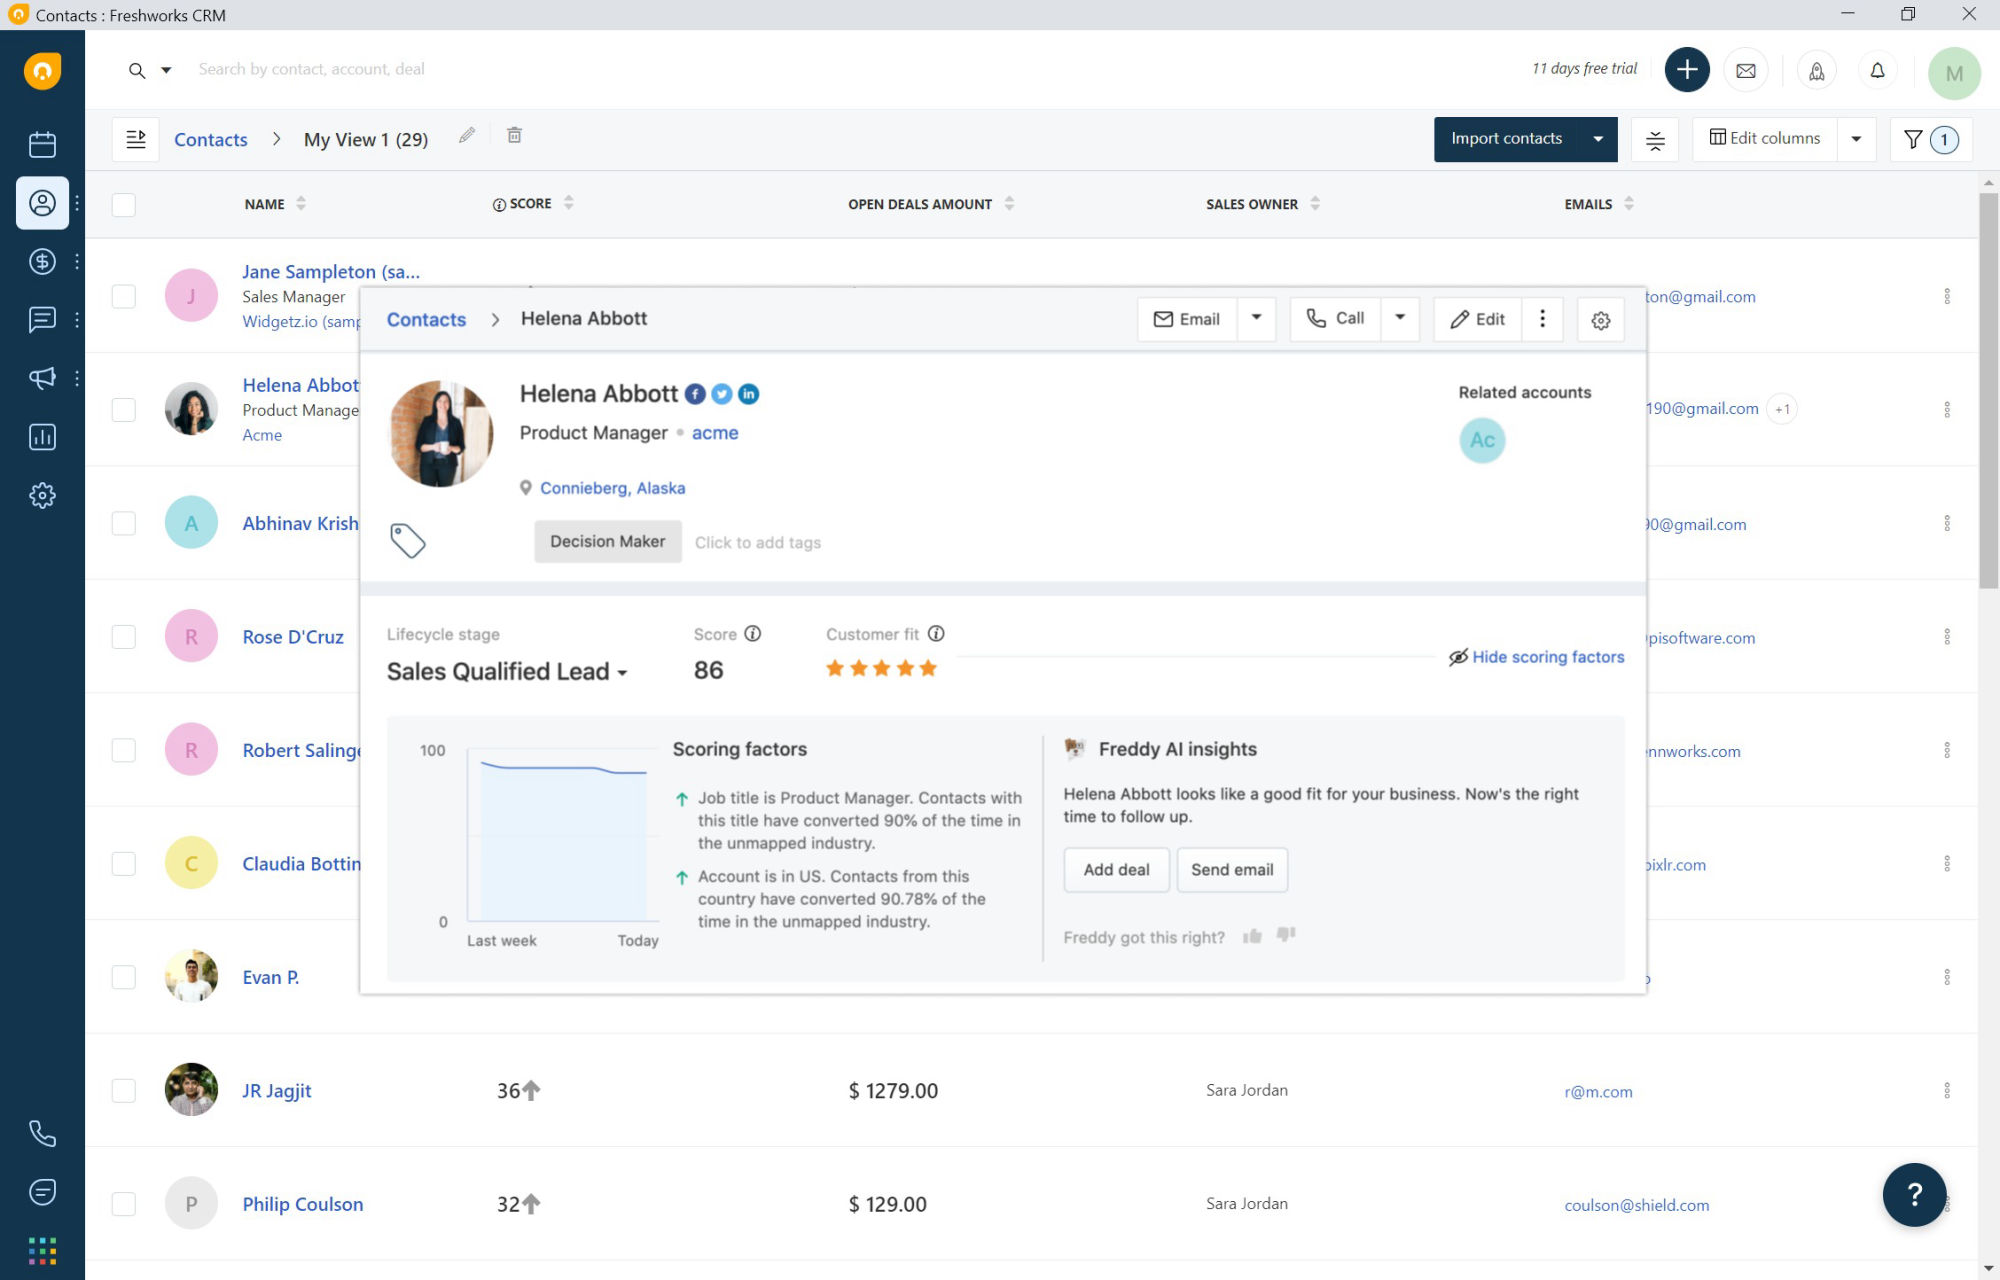 Contacts : Freshworks CRM
Search by contact, account, deal
11 days free trial
M
Contacts > My View 1 (29)
Import contacts
Edit columns
1
NAME
SCORE
OPEN DEALS AMOUNT
SALES OWNER
EMAILS
J
Jane Sampleton (sa...
Sales Manager
Widgetz.io (samp
ton@gmail.com
Helena Abbot
Product Manage
Acme
190@gmail.com
+1
A
Abhinav Krish
90@gmail.com
R
Rose D'Cruz
pisoftware.com
R
Robert Salinge
nnworks.com
C
Claudia Bottin
pixlr.com
Evan P.
Contacts > Helena Abbott
Email
Call
Edit
Helena Abbott
f
in
Product Manager • acme
Connieberg, Alaska
Decision Maker
Click to add tags
Related accounts
Ac
Lifecycle stage
Sales Qualified Lead
Score
86
Customer fit
Hide scoring factors
100
0
Last week
Today
Scoring factors
Job title is Product Manager. Contacts with
this title have converted 90% of the time in
the unmapped industry.
Account is in US. Contacts from this
country have converted 90.78% of the
time in the unmapped industry.
Freddy AI insights
Helena Abbott looks like a good fit for your business. Now's the right
time to follow up.
Add deal
Send email
Freddy got this right?
JR Jagjit
36
$ 1279.00
Sara Jordan
r@m.com
P
Philip Coulson
32
$ 129.00
Sara Jordan
coulson@shield.com
?